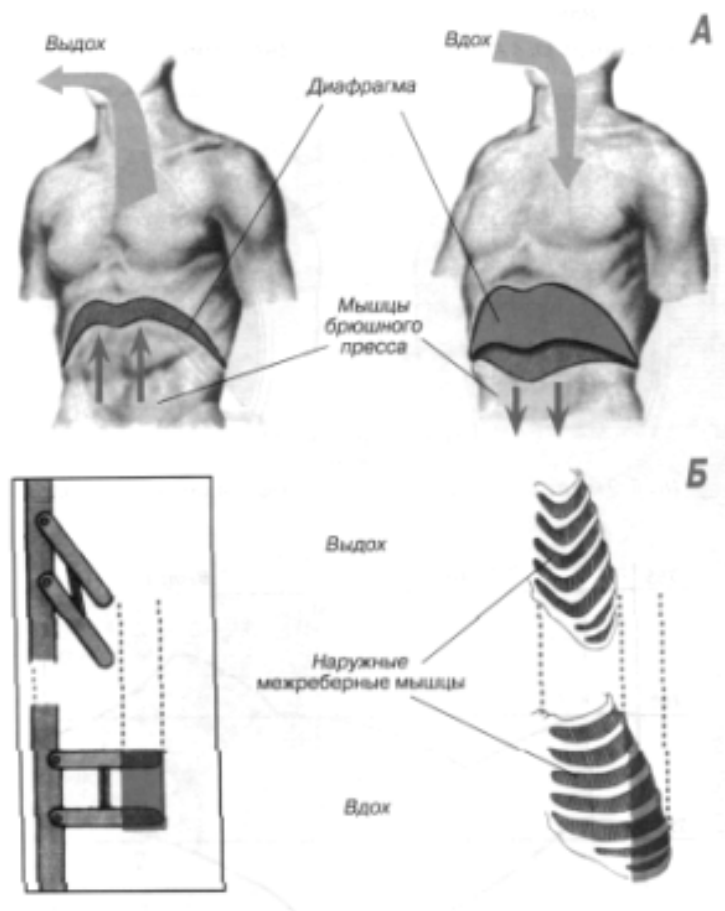 А
Выдох
Вдох
Диафрагма
Мышцы
брюшного
пресса
Б
Выдох
Наружные
межреберные мышцы
Вдох